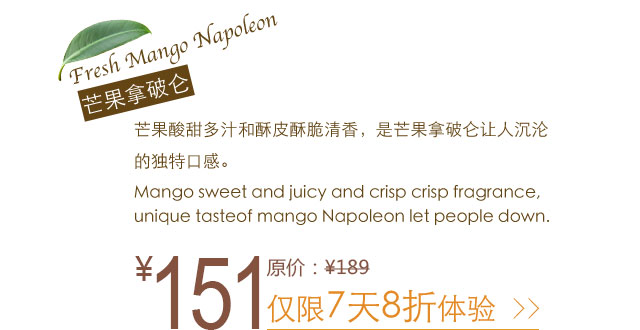 Fresh Mango Napoleon
芒果拿破仑
芒果酸甜多汁和酥皮酥脆清香，是芒果拿破仑让人沉沦
的独特口感。
Mango sweet and juicy and crisp crisp fragrance,
unique tasteof mango Napoleon let people down.
¥151 原价：¥189
仅限7天8折体验 >>